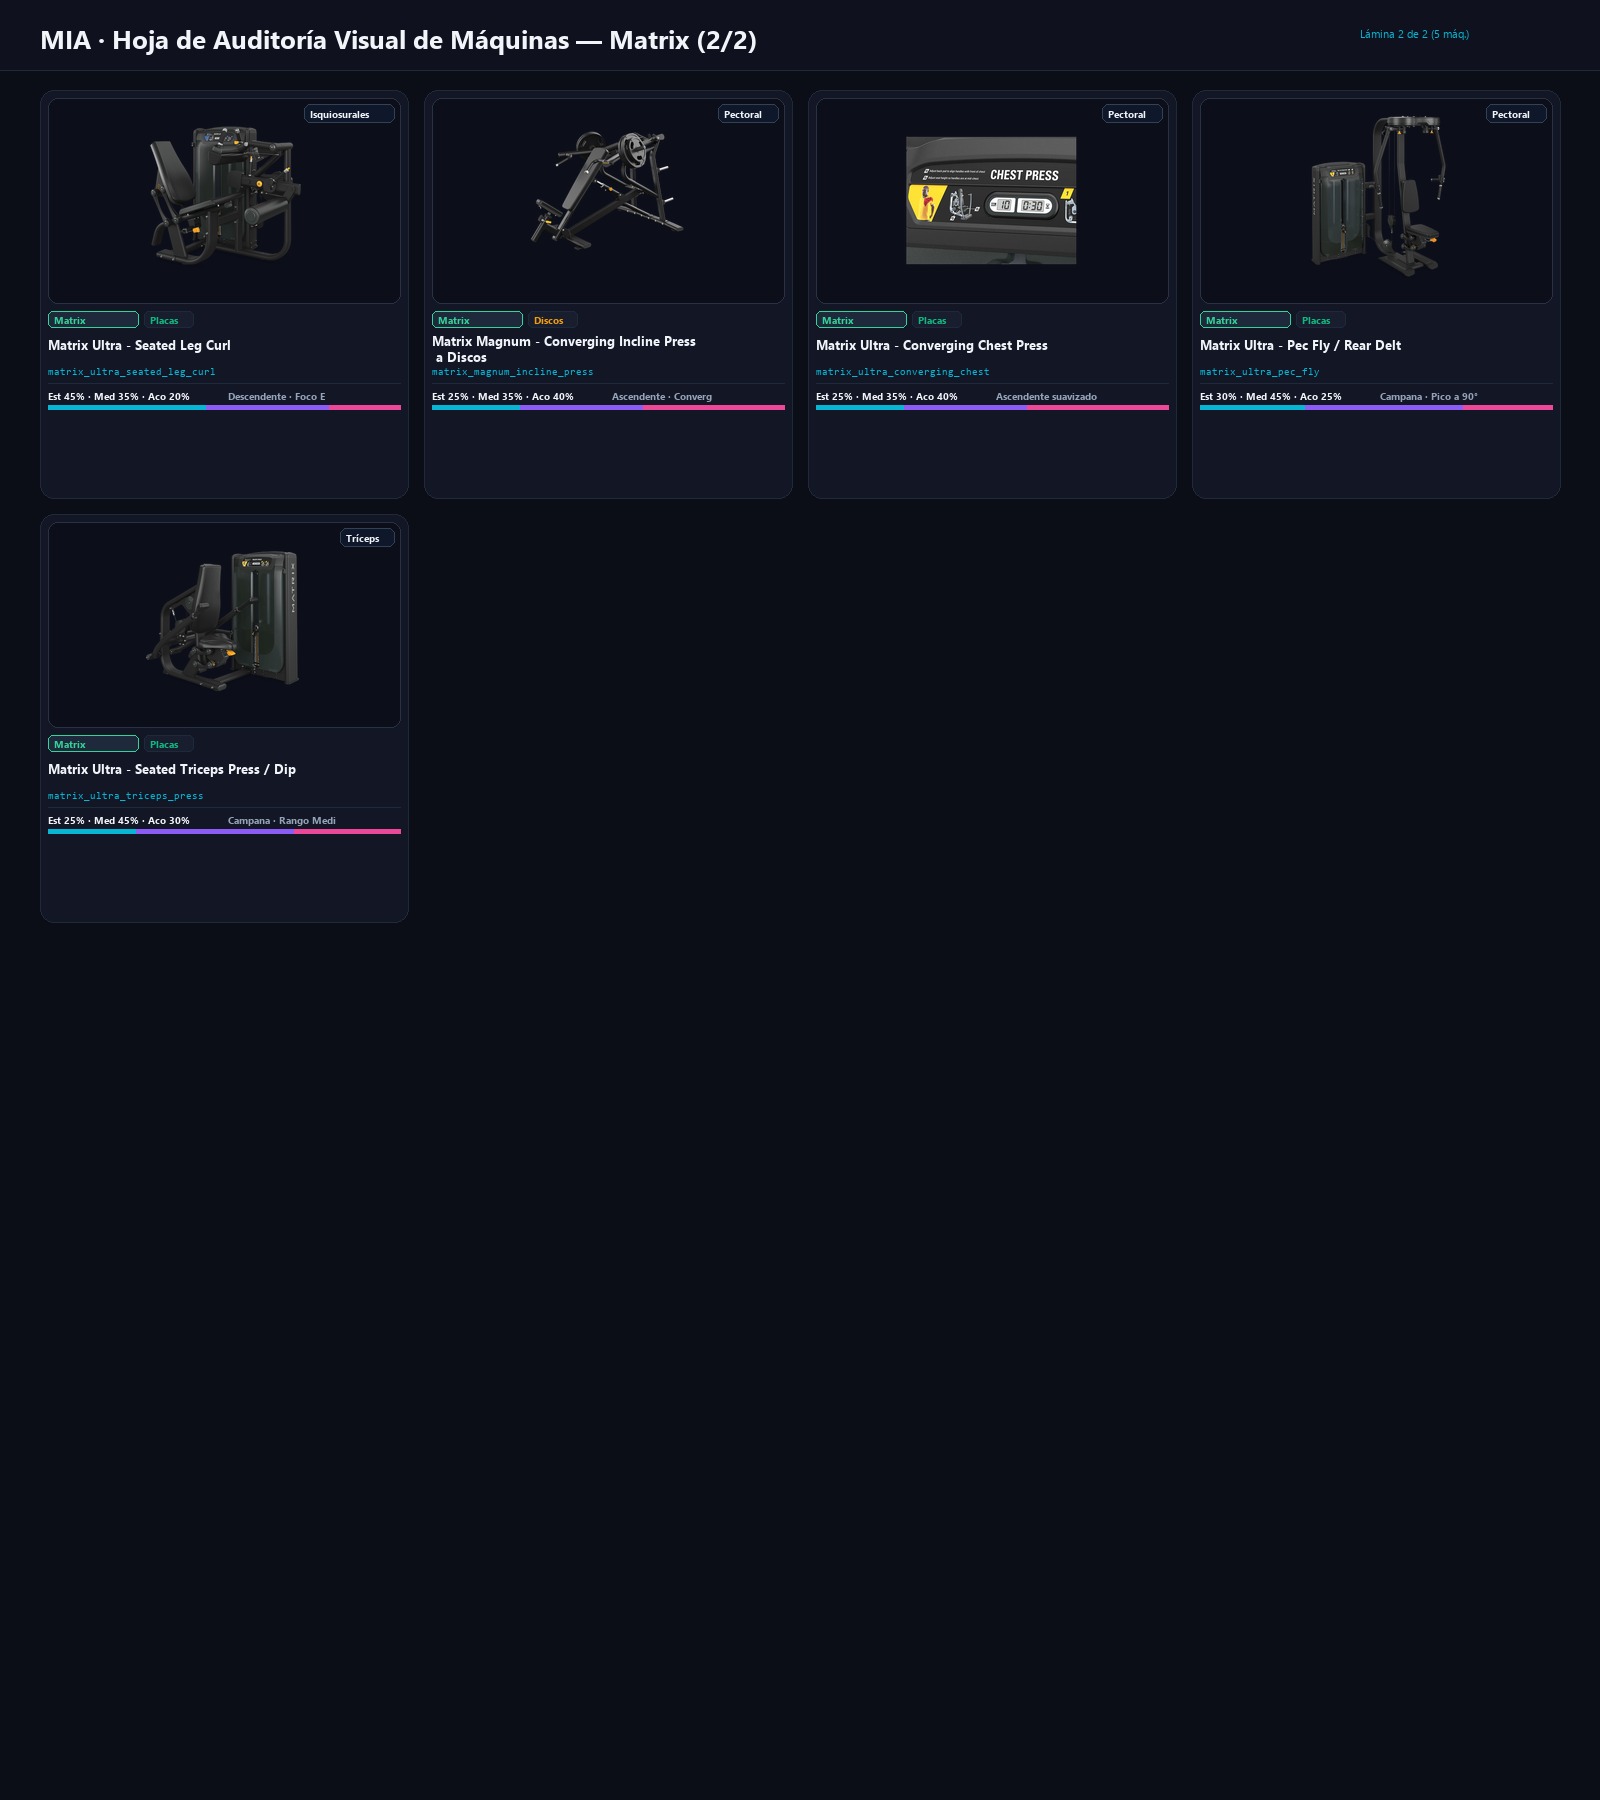 MIA · Hoja de Auditoría Visual de Máquinas — Matrix (2/2)
Lámina 2 de 2 (5 máq.)
Isquiosurales
Matrix
Placas
Matrix Ultra - Seated Leg Curl
matrix_ultra_seated_leg_curl
Est 45% · Med 35% · Aco 20%
Descendente · Foco E
Pectoral
Matrix
Discos
Matrix Magnum - Converging Incline Press
a Discos
matrix_magnum_incline_press
Est 25% · Med 35% · Aco 40%
Ascendente · Converg
Pectoral
CHEST PRESS
10
0:30
Matrix
Placas
Matrix Ultra - Converging Chest Press
matrix_ultra_converging_chest
Est 25% · Med 35% · Aco 40%
Ascendente suavizado
Pectoral
Matrix
Placas
Matrix Ultra - Pec Fly / Rear Delt
matrix_ultra_pec_fly
Est 30% · Med 45% · Aco 25%
Campana · Pico a 90°
Tríceps
MATRIX
Matrix
Placas
Matrix Ultra - Seated Triceps Press / Dip
matrix_ultra_triceps_press
Est 25% · Med 45% · Aco 30%
Campana · Rango Medi